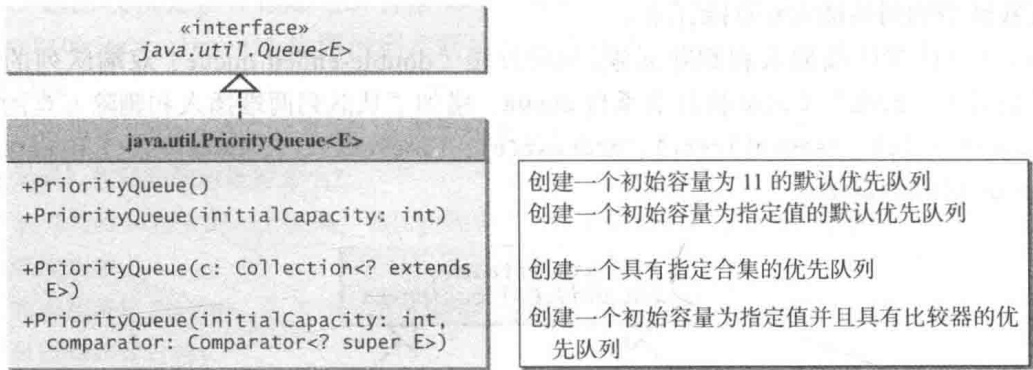 «interface»
java.util.Queue<E>
java.util.PriorityQueue<E>
+PriorityQueue()
+PriorityQueue(initialCapacity: int)
+PriorityQueue(c: Collection<? extends
E>)
+PriorityQueue(initialCapacity:int,
comparator: Comparator<? super E>)
创建一个初始容量为 11 的默认优先队列
创建一个初始容量为指定值的默认优先队列
创建一个具有指定合集的优先队列
创建一个初始容量为指定值并且具有比较器的优
先队列